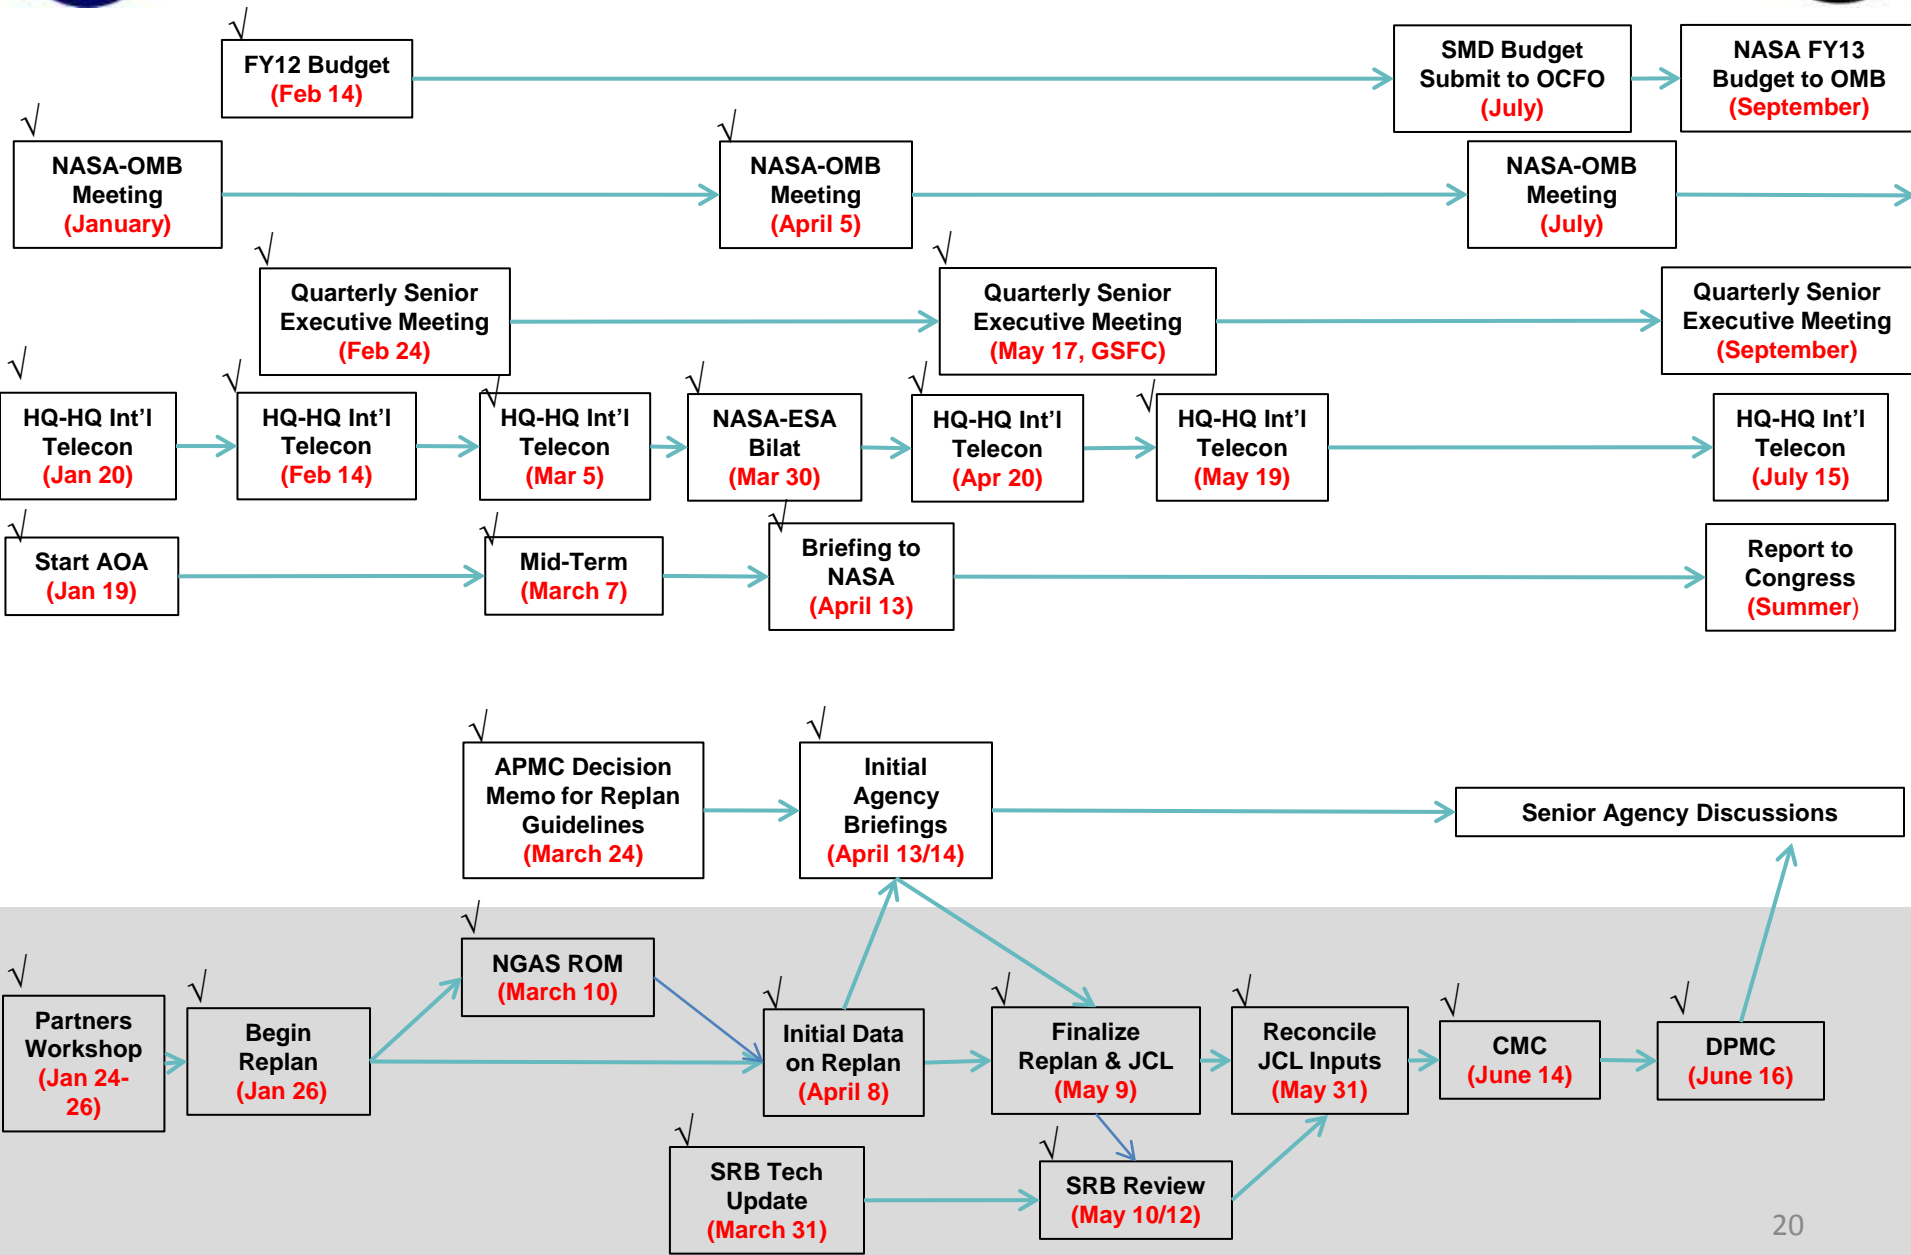 √
FY12 Budget
(Feb 14)
SMD Budget
Submit to OCFO
(July)
NASA FY13
Budget to OMB
(September)
√
NASA-OMB
Meeting
(January)
√
NASA-OMB
Meeting
(April 5)
NASA-OMB
Meeting
(July)
√
Quarterly Senior
Executive Meeting
(Feb 24)
√
Quarterly Senior
Executive Meeting
(May 17, GSFC)
Quarterly Senior
Executive Meeting
(September)
√
HQ-HQ Int’l
Telecon
(Jan 20)
√
HQ-HQ Int’l
Telecon
(Feb 14)
√
HQ-HQ Int’l
Telecon
(Mar 5)
√
NASA-ESA
Bilat
(Mar 30)
√
HQ-HQ Int’l
Telecon
(Apr 20)
√
HQ-HQ Int’l
Telecon
(May 19)
HQ-HQ Int’l
Telecon
(July 15)
√
Start AOA
(Jan 19)
√
Mid-Term
(March 7)
√
Briefing to
NASA
(April 13)
Report to
Congress
(Summer)
√
APMC Decision
Memo for Replan
Guidelines
(March 24)
√
Initial
Agency
Briefings
(April 13/14)
Senior Agency Discussions
√
Partners
Workshop
(Jan 24-
26)
√
Begin
Replan
(Jan 26)
√
NGAS ROM
(March 10)
√
Initial Data
on Replan
(April 8)
√
Finalize
Replan & JCL
(May 9)
√
Reconcile
JCL Inputs
(May 31)
√
CMC
(June 14)
√
DPMC
(June 16)
√
SRB Tech
Update
(March 31)
√
SRB Review
(May 10/12)
20